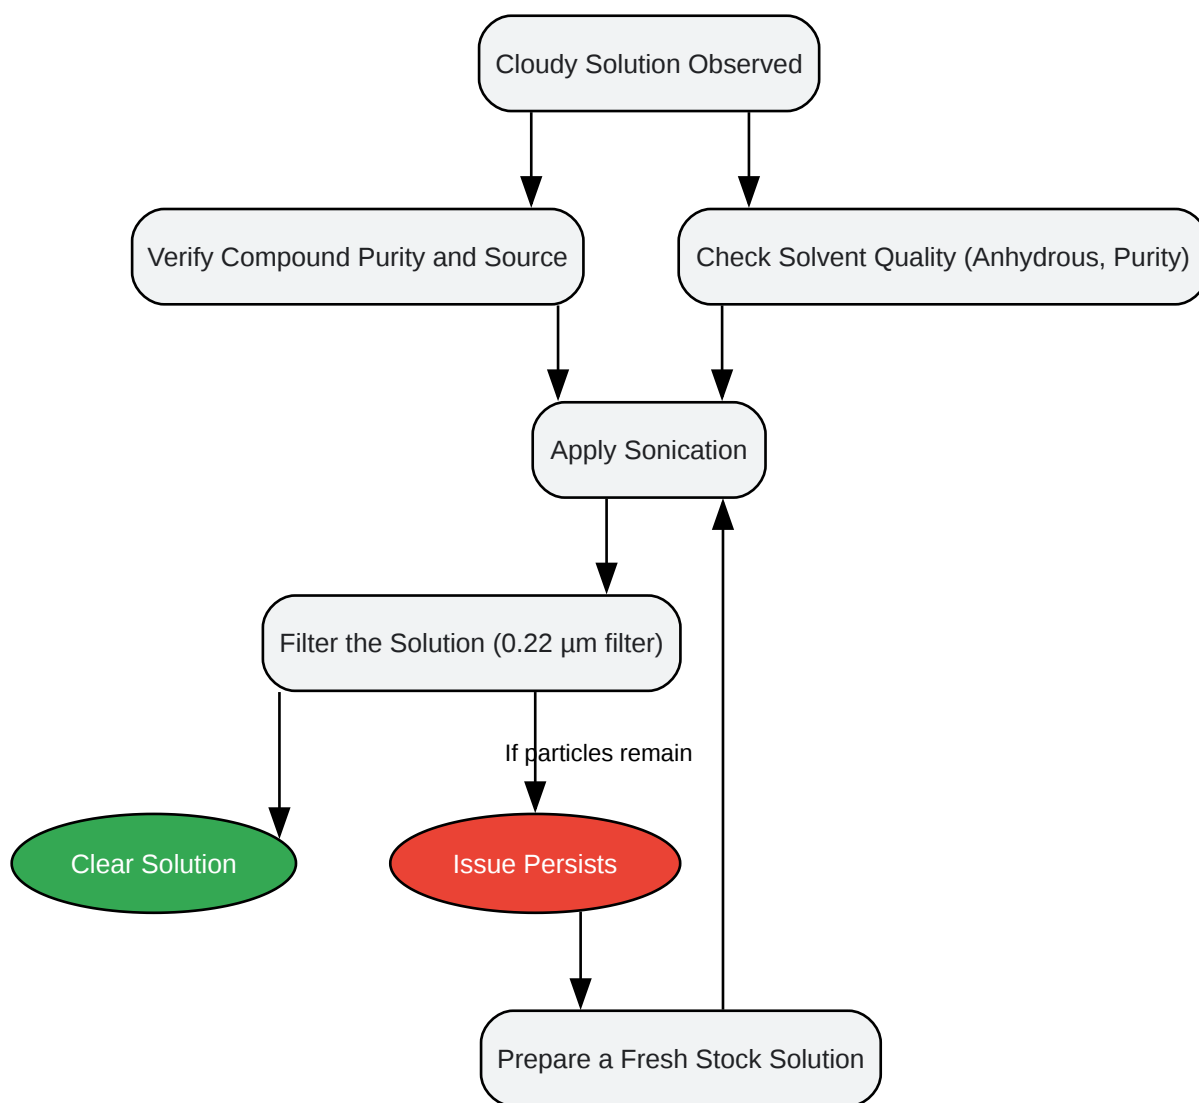 Cloudy Solution Observed
Verify Compound Purity and Source
Check Solvent Quality (Anhydrous, Purity)
Apply Sonication
Filter the Solution (0.22 µm filter)
If particles remain
Clear Solution
Issue Persists
Prepare a Fresh Stock Solution